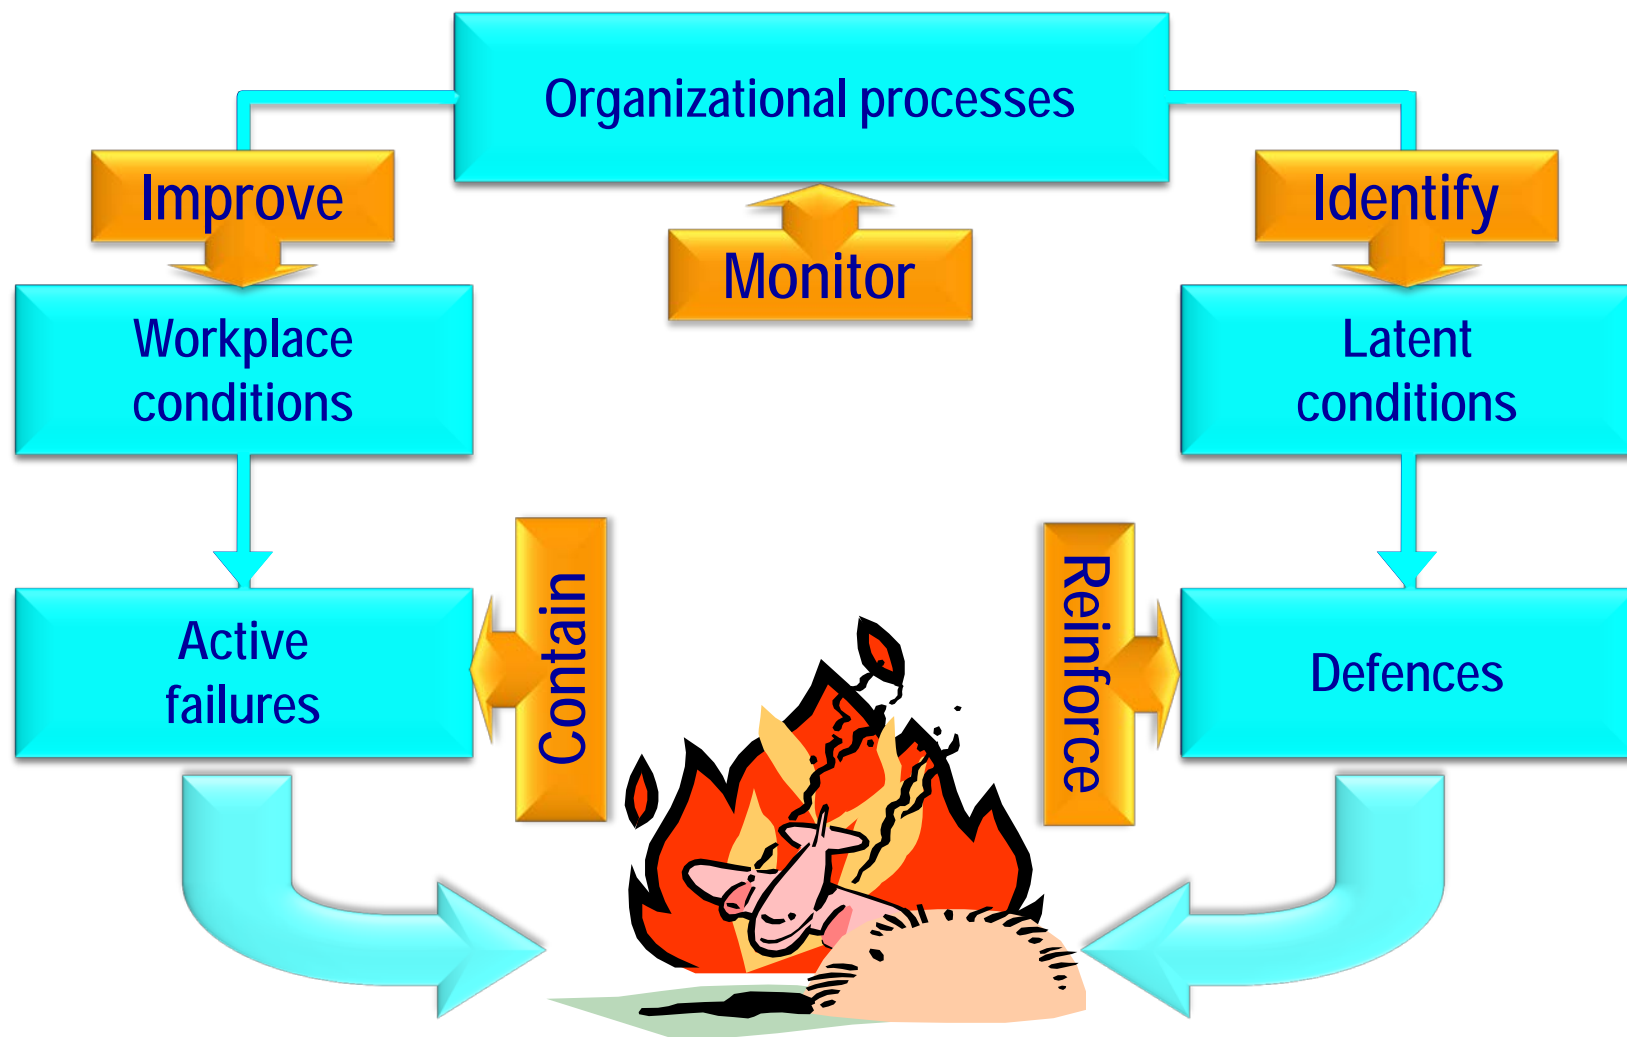 Organizational processes
Improve
Identify
Monitor
Workplace
conditions
Latent
conditions
Contain
Reinforce
Active
failures
Defences